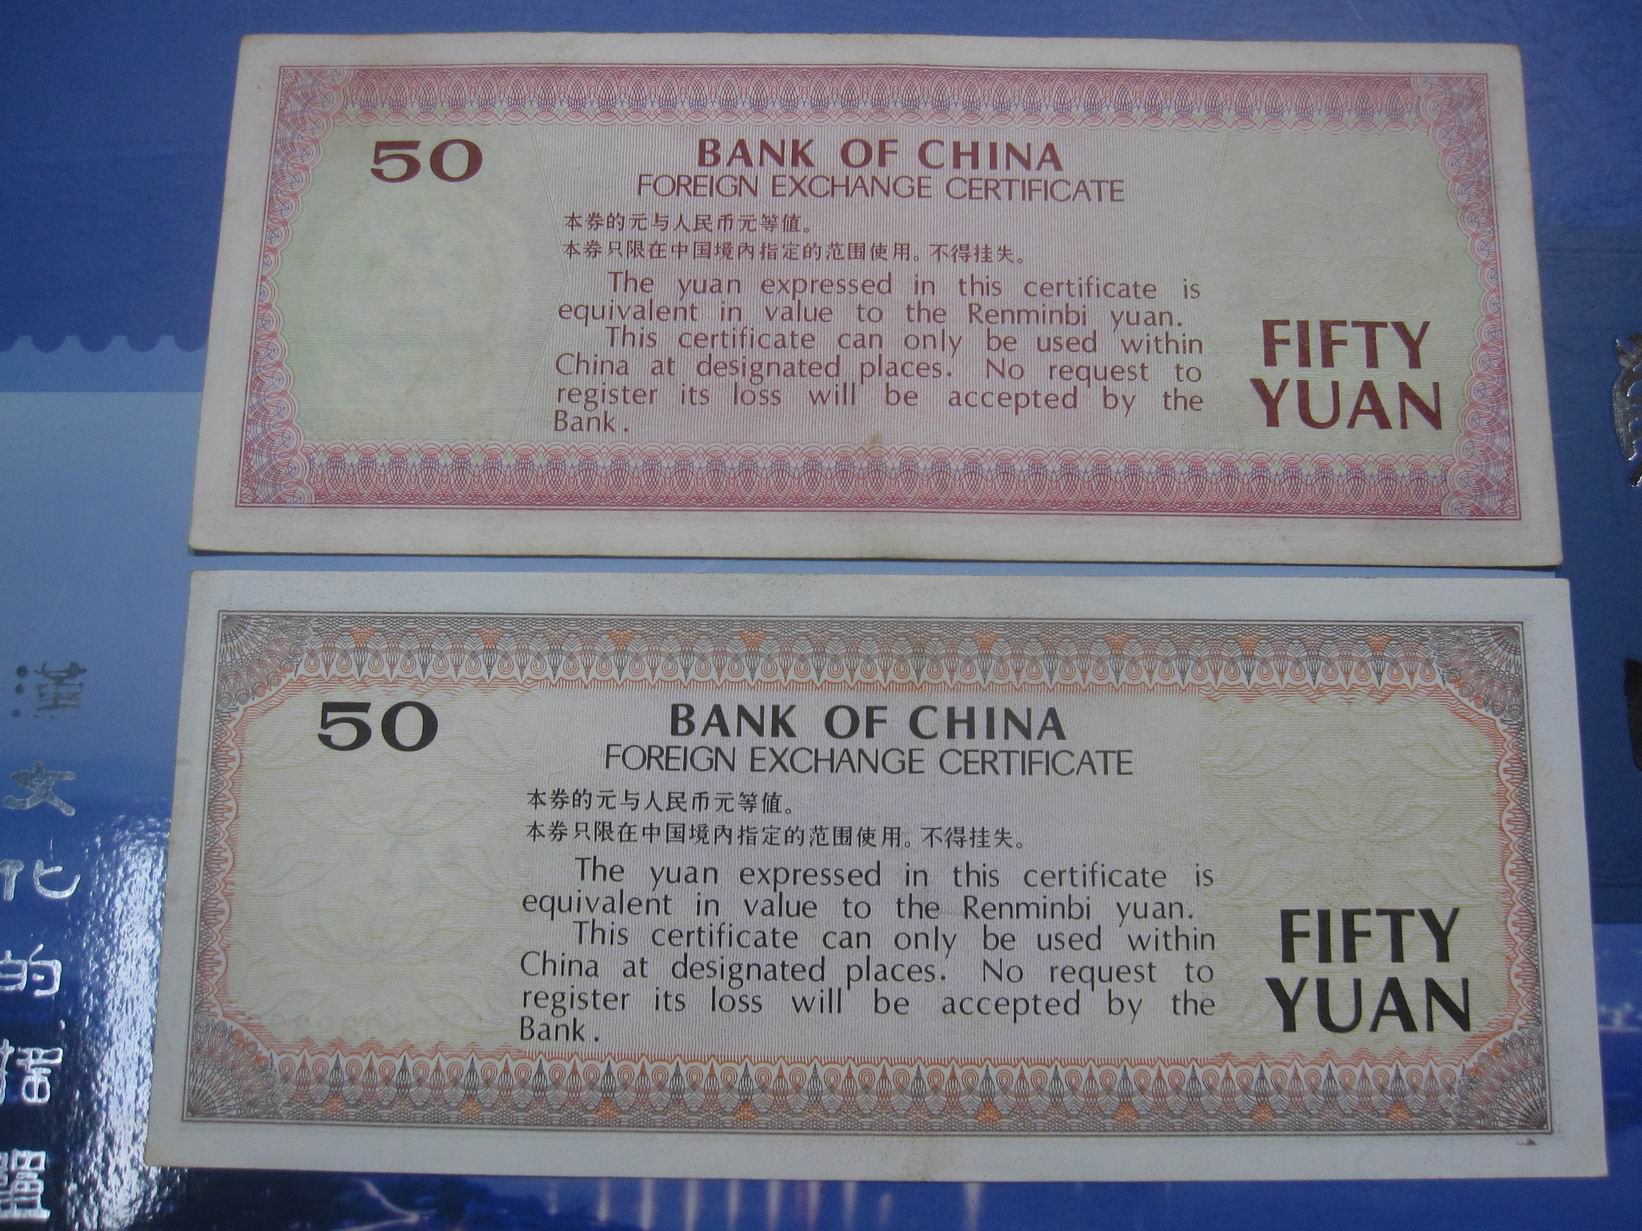 50
BANK OF CHINA
FOREIGN EXCHANGE CERTIFICATE
本券的元与人民币元等值。
本券只限在中国境内指定的范围使用。不得挂失。
The yuan expressed in this certificate is
equivalent in value to the Renminbi yuan.
This certificate can only be used within
China at designated places. No request to
register its loss will be accepted by the
Bank.
FIFTY
YUAN
50
BANK OF CHINA
FOREIGN EXCHANGE CERTIFICATE
本券的元与人民币元等值。
本券只限在中国境内指定的范围使用。不得挂失。
The yuan expressed in this certificate is
equivalent in value to the Renminbi yuan.
This certificate can only be used within
China at designated places. No request to
register its loss will be accepted by the
Bank.
FIFTY
YUAN
漢
文
化
的